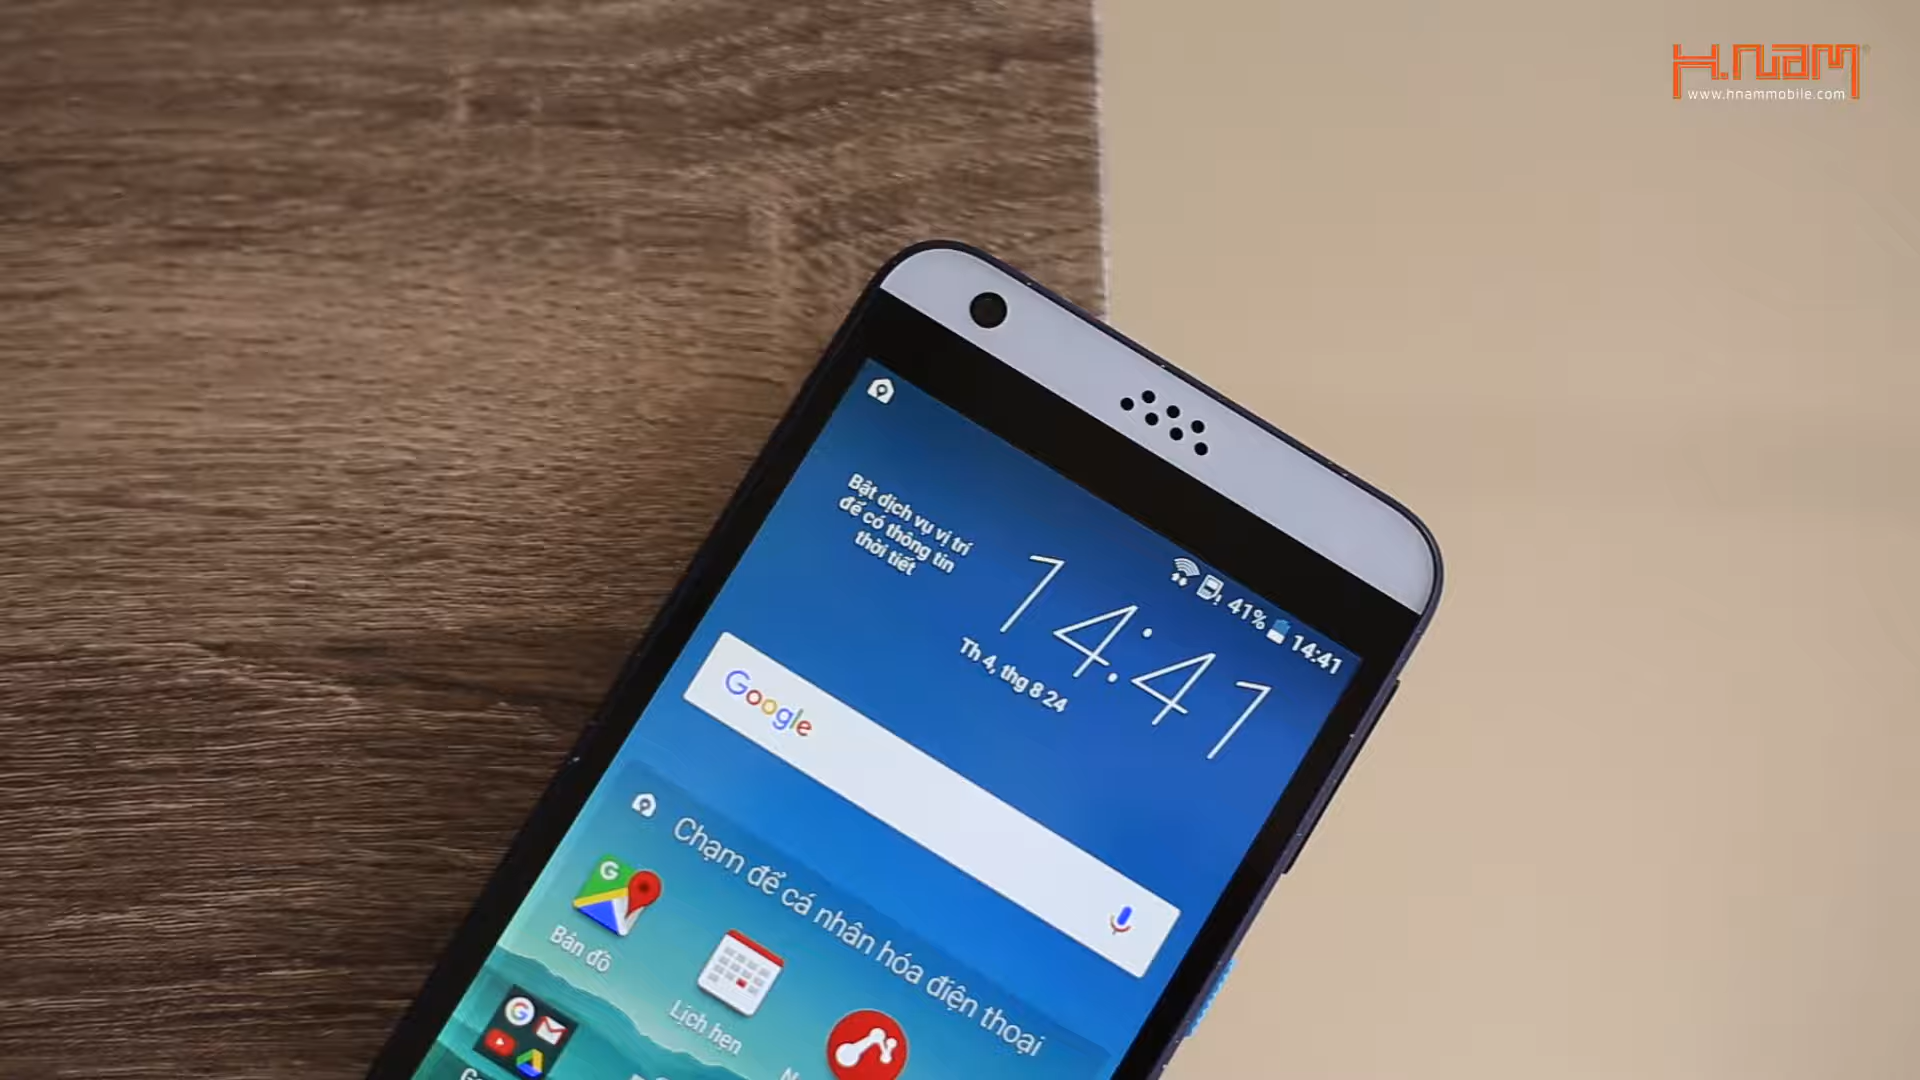 H.NAM
www.hnammobile.com
41% 14:41
Bật dịch vụ vị trí
để có thông tin
thời tiết
14:41
Th 4, thg 8 24
Google
Chạm để cá nhân hóa điện thoại
Bản đồ
Lịch hẹn